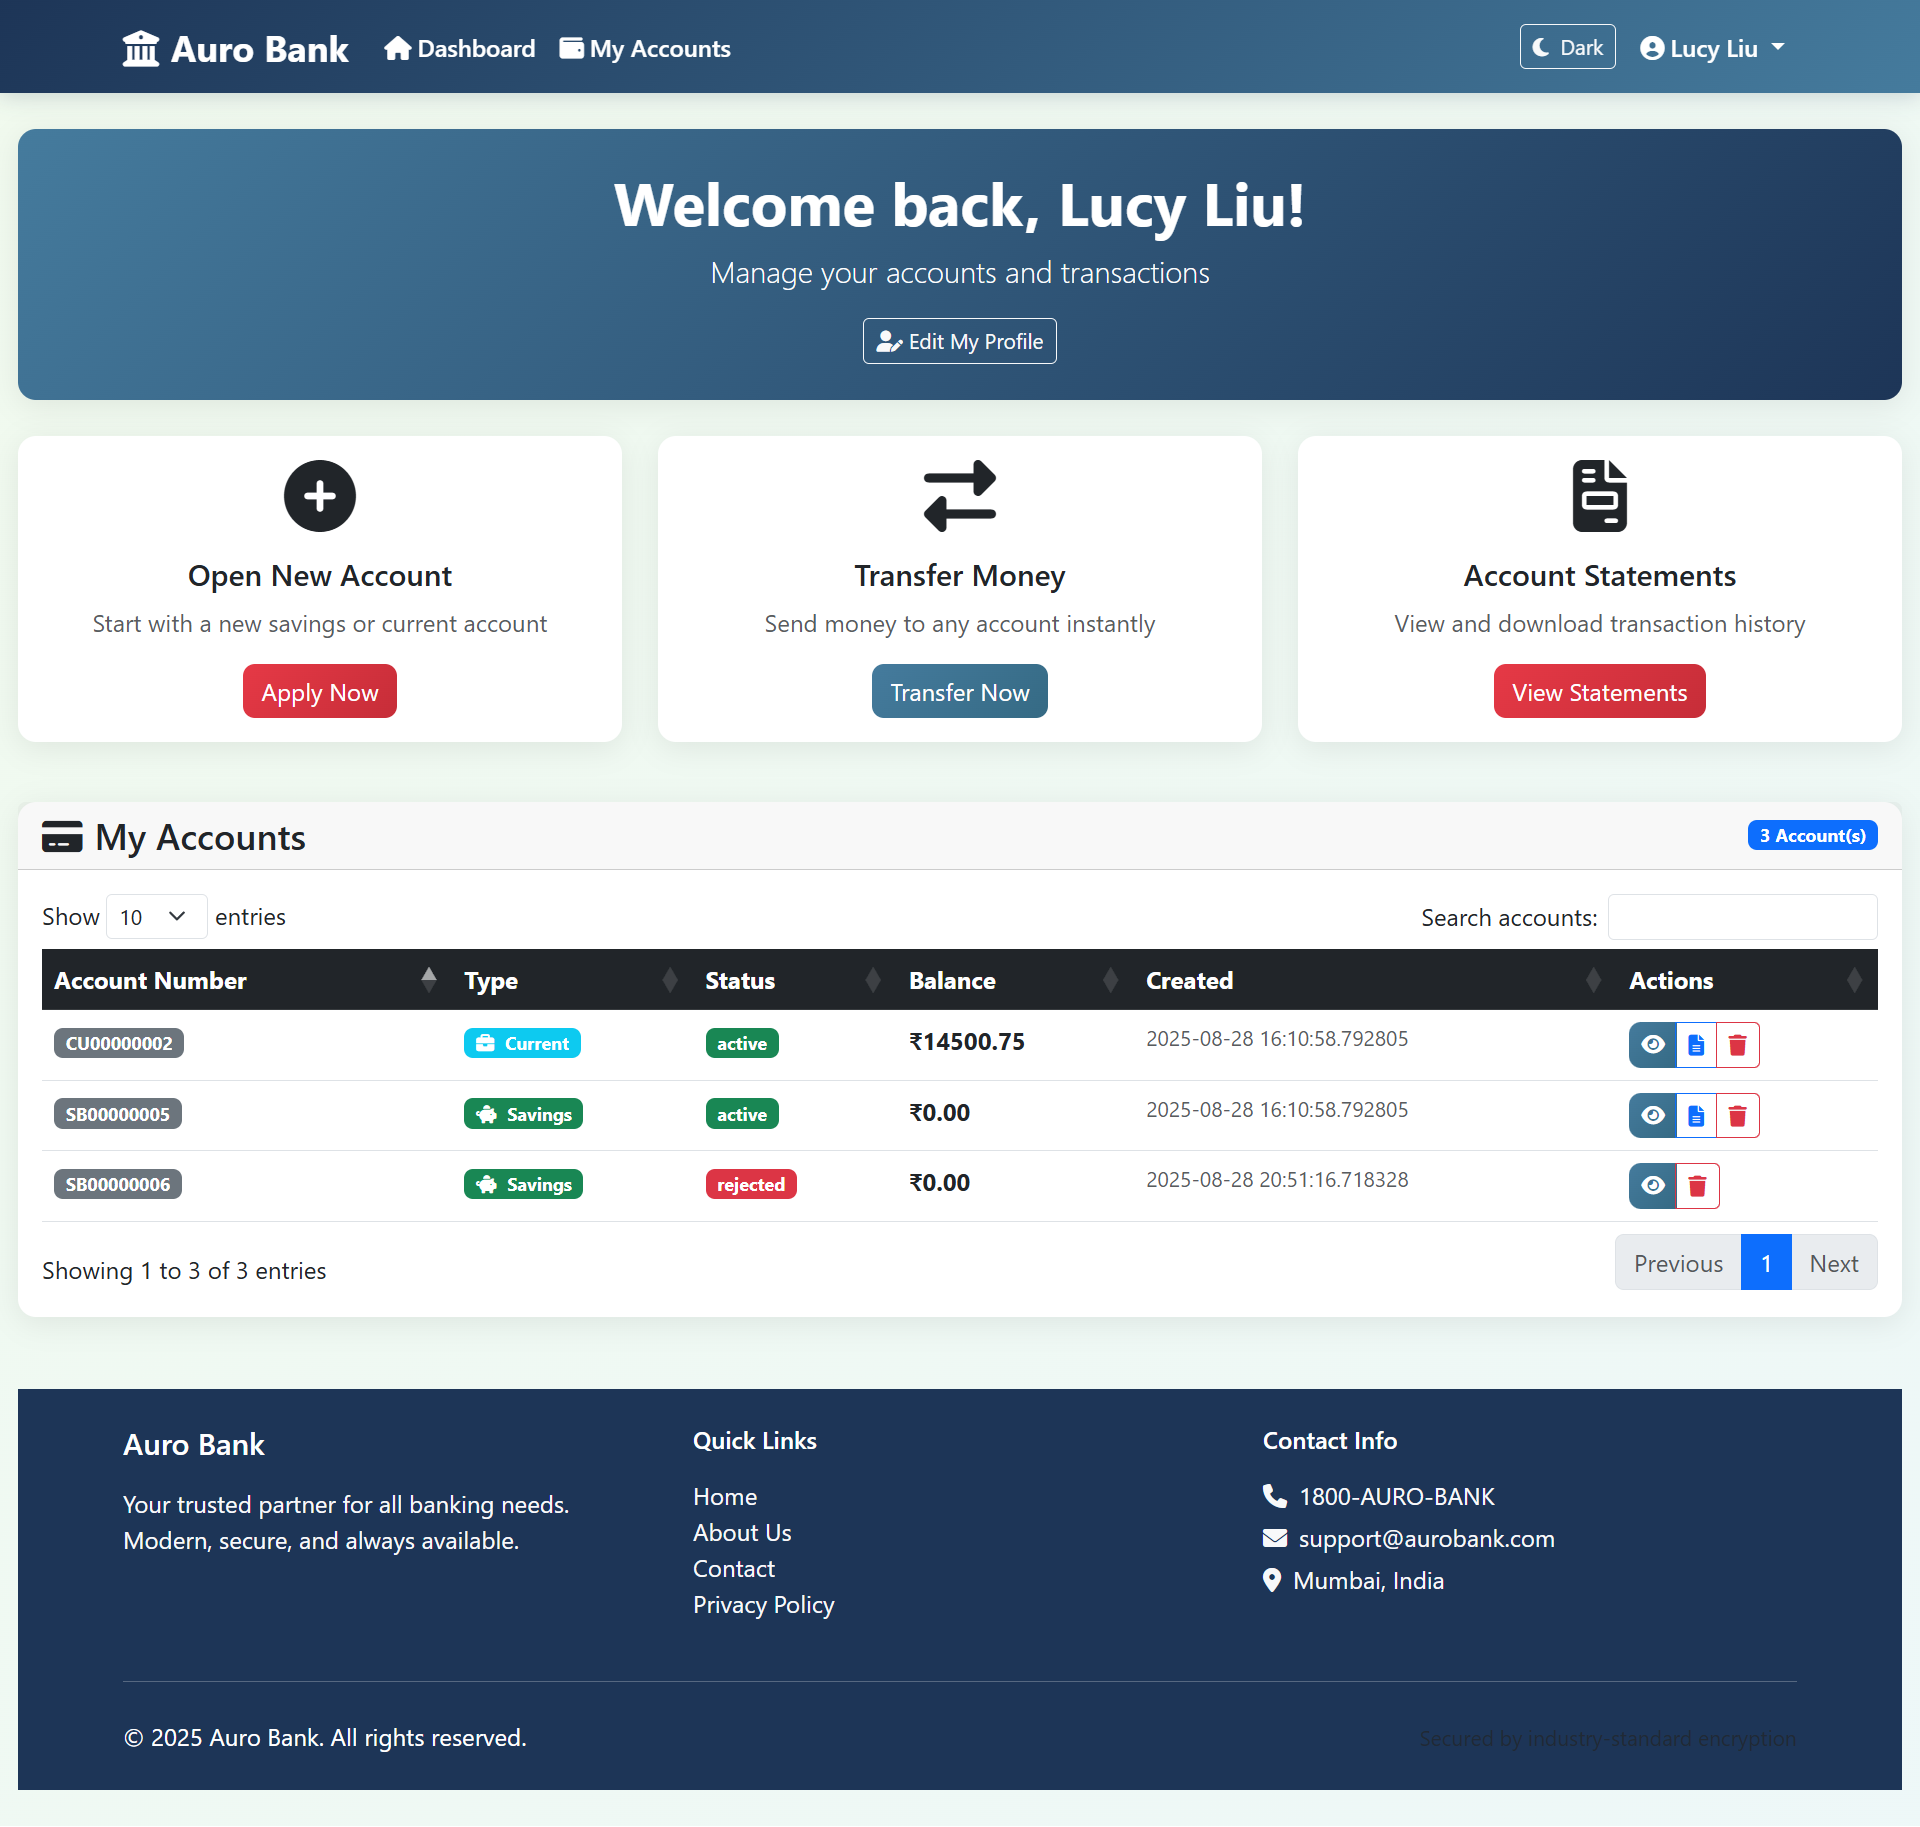 Auro Bank Dashboard My Accounts Dark Lucy Liu
Welcome back, Lucy Liu!
Manage your accounts and transactions
Edit My Profile
Open New Account
Start with a new savings or current account
Apply Now
Transfer Money
Send money to any account instantly
Transfer Now
Account Statements
View and download transaction history
View Statements
My Accounts 3 Account(s)
Show 10 entries Search accounts:
Account Number Type Status Balance Created Actions
CU00000002 Current active ₹14500.75 2025-08-28 16:10:58.792805
SB00000005 Savings active ₹0.00 2025-08-28 16:10:58.792805
SB00000006 Savings rejected ₹0.00 2025-08-28 20:51:16.718328
Showing 1 to 3 of 3 entries Previous 1 Next
Auro Bank
Your trusted partner for all banking needs.
Modern, secure, and always available.
Quick Links
Home
About Us
Contact
Privacy Policy
Contact Info
1800-AURO-BANK
support@aurobank.com
Mumbai, India
© 2025 Auro Bank. All rights reserved. Secured by industry-standard encryption